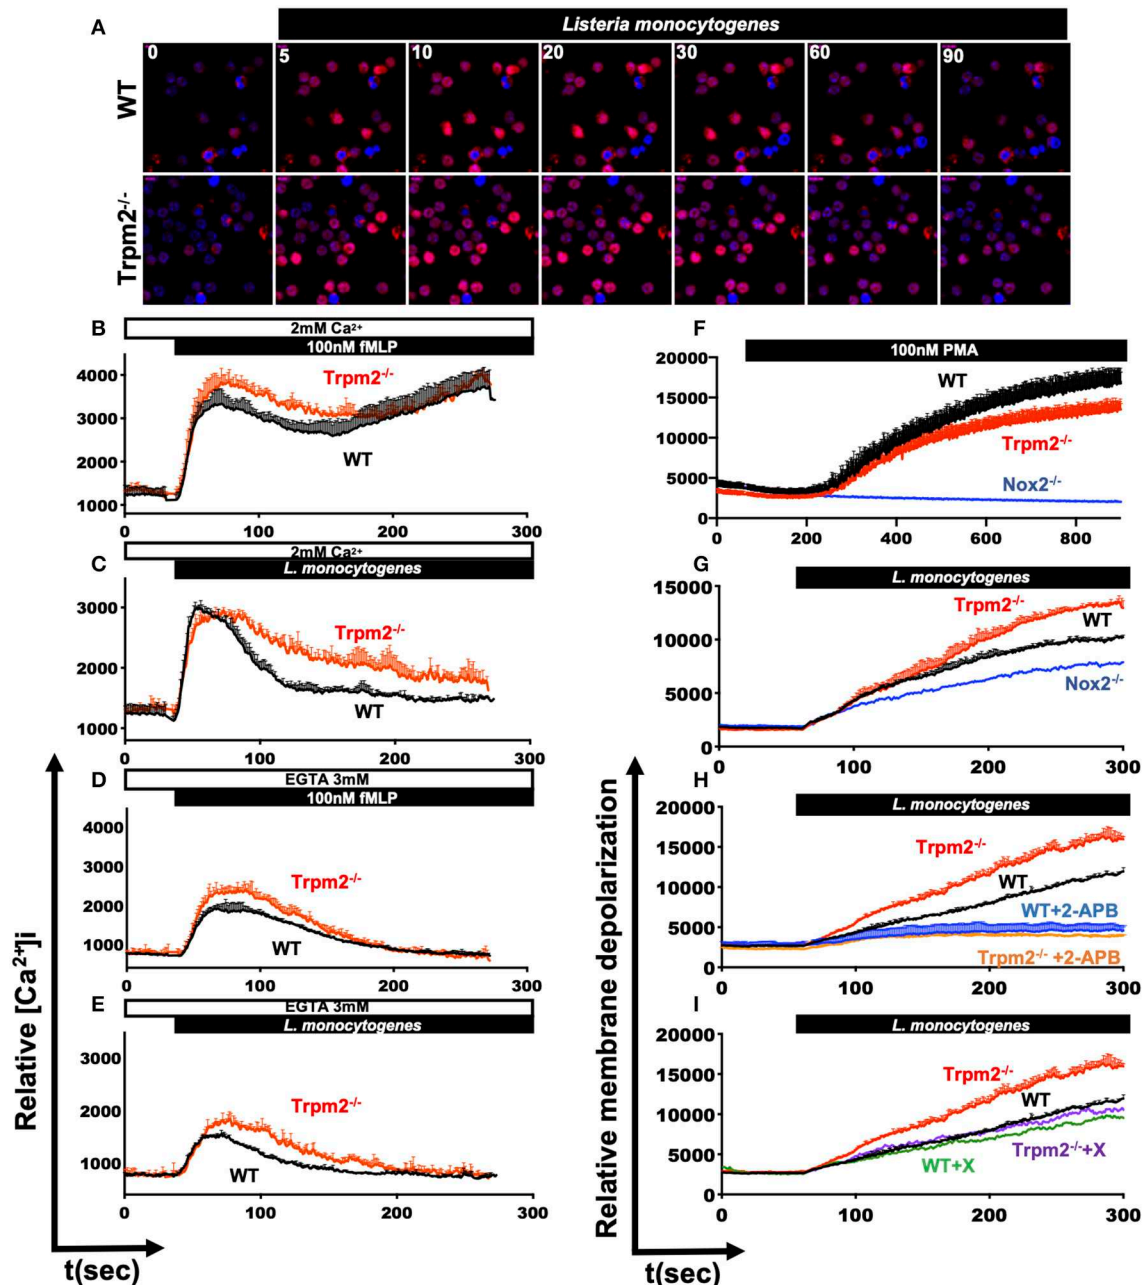 A
Listeria monocytogenes
WT
0
5
10
20
30
60
90
Trpm2-/-
B
2mM Ca2+
100nM fMLP
4000
3000
2000
1000
Trpm2-/-
WT
0
100
200
300
C
2mM Ca2+
L. monocytogenes
3000
2000
1000
Trpm2-/-
WT
0
100
200
300
D
EGTA 3mM
100nM fMLP
4000
3000
2000
1000
Trpm2-/-
WT
0
100
200
300
E
EGTA 3mM
L. monocytogenes
3000
2000
1000
Trpm2-/-
WT
0
100
200
300
Relative [Ca2+]i
t(sec)
F
100nM PMA
20000
15000
10000
5000
0
WT
Trpm2-/-
Nox2-/-
0
200
400
600
800
G
L. monocytogenes
15000
10000
5000
0
Trpm2-/-
WT
Nox2-/-
0
100
200
300
H
L. monocytogenes
20000
15000
10000
5000
0
Trpm2-/-
WT
WT+2-APB
Trpm2-/- +2-APB
0
100
200
300
I
L. monocytogenes
20000
15000
10000
5000
0
Trpm2-/-
WT
Trpm2-/-+X
WT+X
0
100
200
300
Relative membrane depolarization
t(sec)